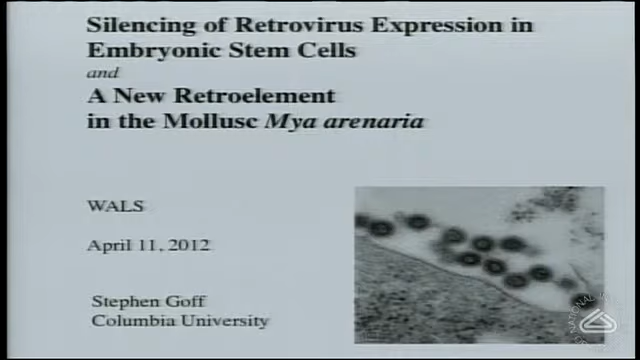 Silencing of Retrovirus Expression in
Embryonic Stem Cells
and
A New Retroelement
in the Mollusc Mya arenaria
WALS
April 11, 2012
Stephen Goff
Columbia University